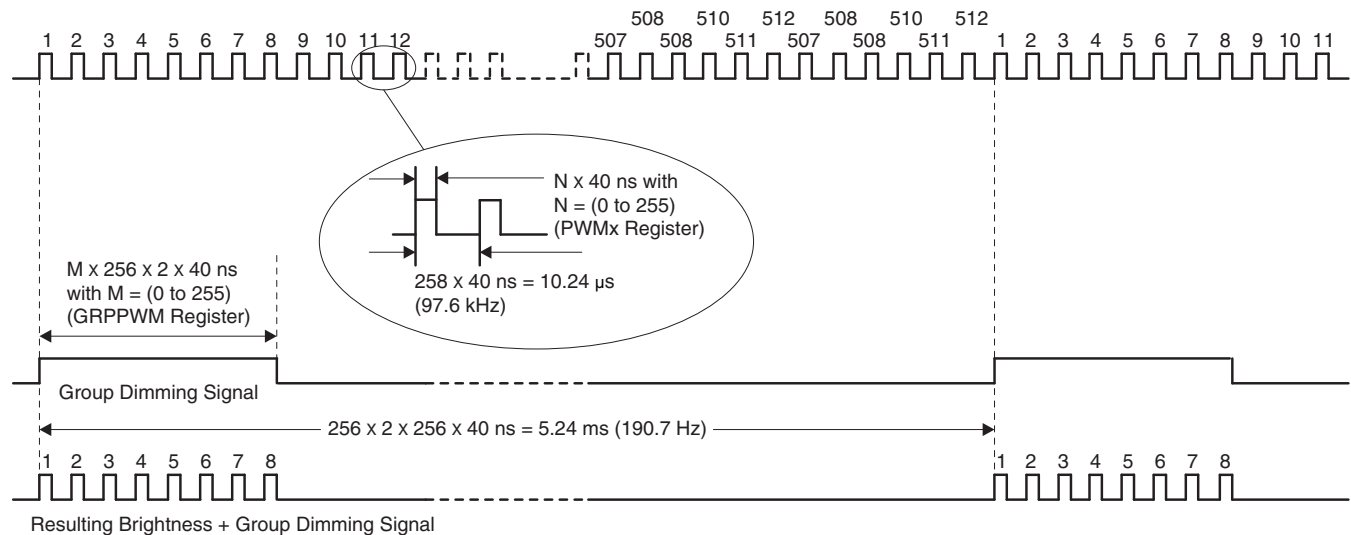 508 510 512 508 510 512
1 2 3 4 5 6 7 8 9 10 11 12 507 508 511 507 508 511 1 2 3 4 5 6 7 8 9 10 11
N x 40 ns with
N = (0 to 255)
(PWMx Register)
258 x 40 ns = 10.24 µs
(97.6 kHz)
M x 256 x 2 x 40 ns
with M = (0 to 255)
(GRPPWM Register)
Group Dimming Signal
256 x 2 x 256 x 40 ns = 5.24 ms (190.7 Hz)
1 2 3 4 5 6 7 8 1 2 3 4 5 6 7 8
Resulting Brightness + Group Dimming Signal